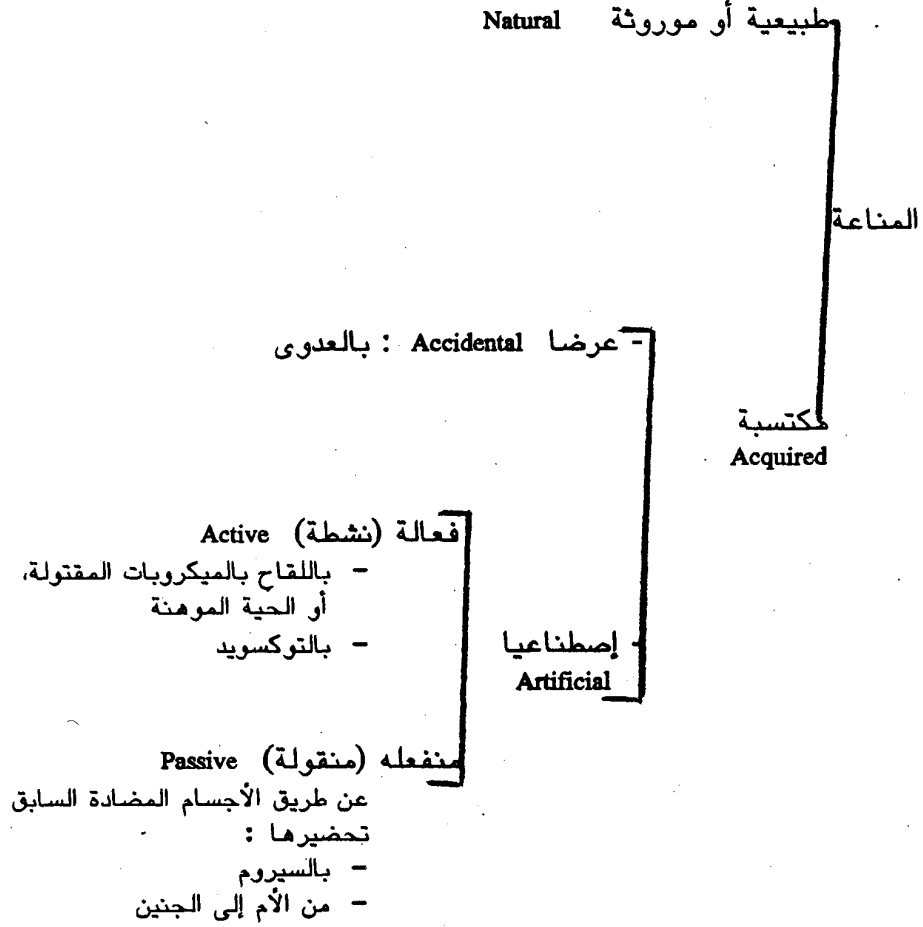 طبيعية أو موروثة Natural
المناعة
- عرضا Accidental : بالعدوى
مكتسبة
Acquired
فعالة (نشطة) Active
- باللقاح بالميكروبات المقتولة،
أو الحية الموهنة
- إصطناعيا
- بالتوكسويد
Artificial
منفعله (منقولة) Passive
عن طريق الأجسام المضادة السابق
تحضيرها :
- بالسيروم
- من الأم إلى الجنين